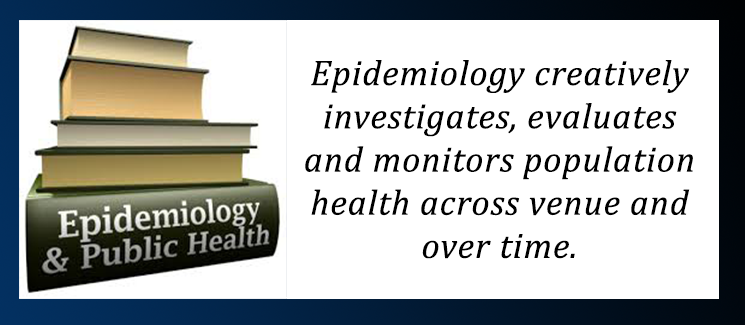 Epidemiology
& Public Health
Epidemiology creatively
investigates, evaluates
and monitors population
health across venue and
over time.